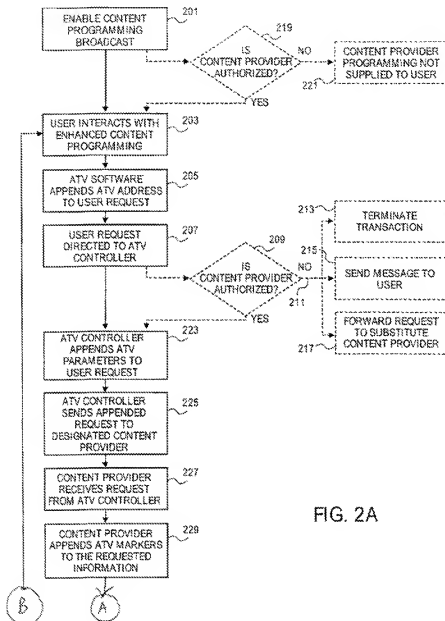 ENABLE CONTENT
PROGRAMMING
BROADCAST
201
IS
CONTENT PROVIDER
AUTHORIZED?
219
NO
YES
CONTENT PROVIDER
PROGRAMMING NOT
SUPPLIED TO USER
221
USER INTERACTS WITH
ENHANCED CONTENT
PROGRAMMING
203
ATV SOFTWARE
APPENDS ATV ADDRESS
TO USER REQUEST
205
USER REQUEST
DIRECTED TO ATV
CONTROLLER
207
IS
CONTENT PROVIDER
AUTHORIZED?
209
NO
211
YES
213
TERMINATE
TRANSACTION
215
SEND MESSAGE TO
USER
FORWARD REQUEST
TO SUBSTITUTE
CONTENT PROVIDER
217
ATV CONTROLLER
APPENDS ATV
PARAMETERS TO
USER REQUEST
223
ATV CONTROLLER
SENDS APPENDED
REQUEST TO
DESIGNATED CONTENT
PROVIDER
225
CONTENT PROVIDER
RECEIVES REQUEST
FROM ATV CONTROLLER
227
CONTENT PROVIDER
APPENDS ATV MARKERS
TO THE REQUESTED
INFORMATION
229
B
A
FIG. 2A